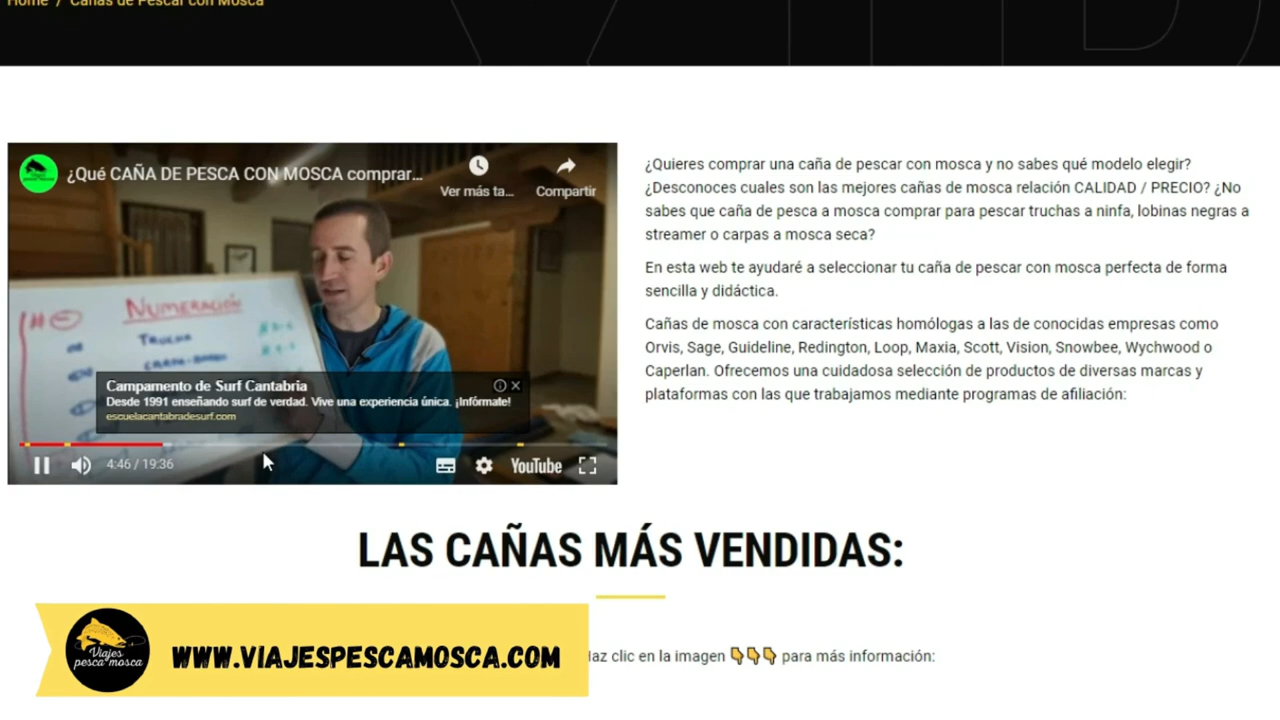 Home / Cañas de Pescar con Mosca
¿Qué CAÑA DE PESCA CON MOSCA comprar...
Ver más ta...
Compartir
NUMERACIÓN
TRUCHA
Campamento de Surf Cantabria
Desde 1991 enseñando surf de verdad. Vive una experiencia única. ¡Infórmate!
escuelacantabradesurf.com
4:46 / 19:36
YouTube
¿Quieres comprar una caña de pescar con mosca y no sabes qué modelo elegir?
¿Desconoces cuales son las mejores cañas de mosca relación CALIDAD / PRECIO? ¿No
sabes que caña de pesca a mosca comprar para pescar truchas a ninfa, lobinas negras a
streamer o carpas a mosca seca?
En esta web te ayudaré a seleccionar tu caña de pescar con mosca perfecta de forma
sencilla y didáctica.
Cañas de mosca con características homólogas a las de conocidas empresas como
Orvis, Sage, Guideline, Redington, Loop, Maxia, Scott, Vision, Snowbee, Wychwood o
Caperlan. Ofrecemos una cuidadosa selección de productos de diversas marcas y
plataformas con las que trabajamos mediante programas de afiliación:
LAS CAÑAS MÁS VENDIDAS:
az clic en la imagen 👇👇👇 para más información:
Viajes
pesca mosca
WWW.VIAJESPESCAMOSCA.COM